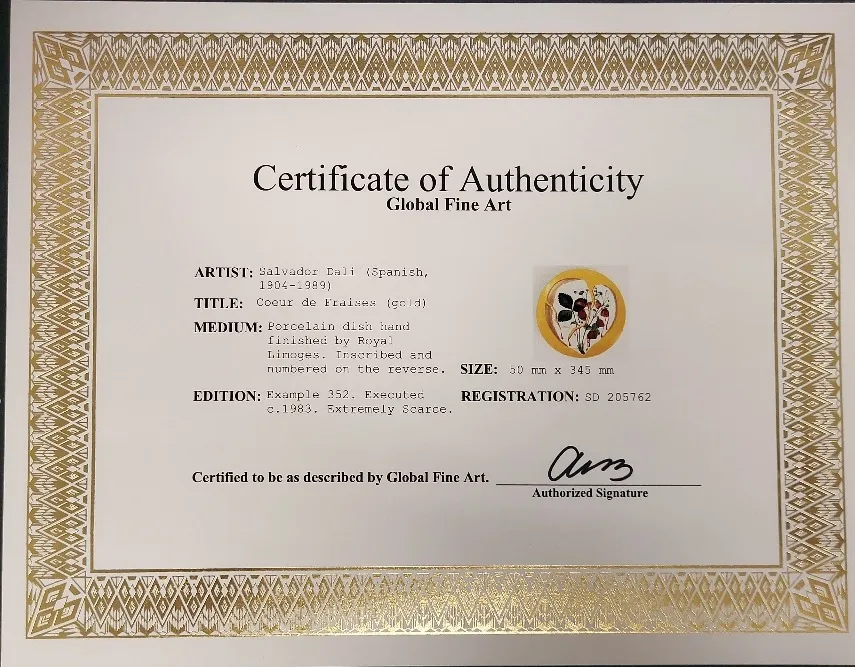 Certificate of Authenticity
Global Fine Art
ARTIST: Salvador Dali (Spanish,
1904-1989)
TITLE: Coeur de Fraises (gold)
MEDIUM: Porcelain dish hand
finished by Royal
Limoges. Inscribed and
numbered on the reverse.
SIZE: 50 mm x 345 mm
EDITION: Example 352. Executed
c.1983. Extremely Scarce.
REGISTRATION: SD 205762
Certified to be as described by Global Fine Art.
Authorized Signature